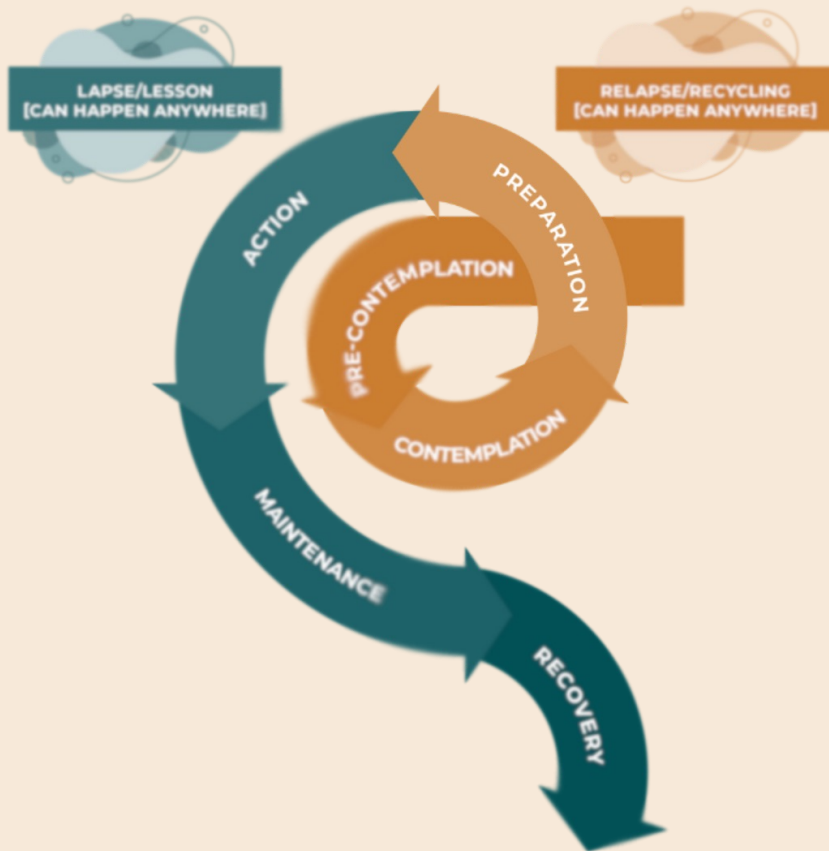 LAPSE/LESSON
[CAN HAPPEN ANYWHERE]
RELAPSE/RECYCLING
[CAN HAPPEN ANYWHERE]
PREPARATION
ACTION
PRE-CONTEMPLATION
CONTEMPLATION
MAINTENANCE
RECOVERY